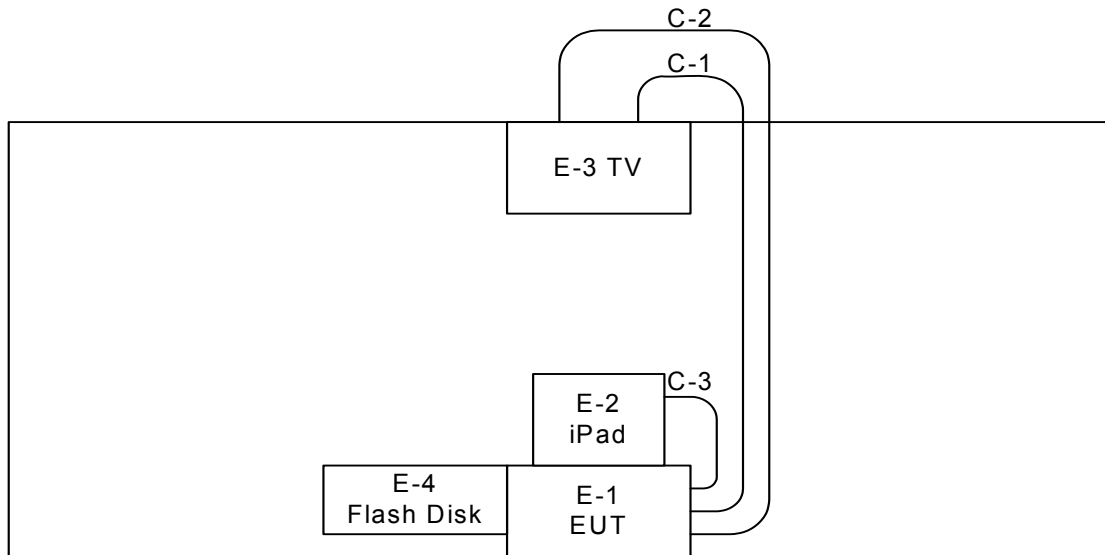 C-2
C-1
E-3 TV
C-3
E-2
iPad
E-4
Flash Disk
E-1
EUT